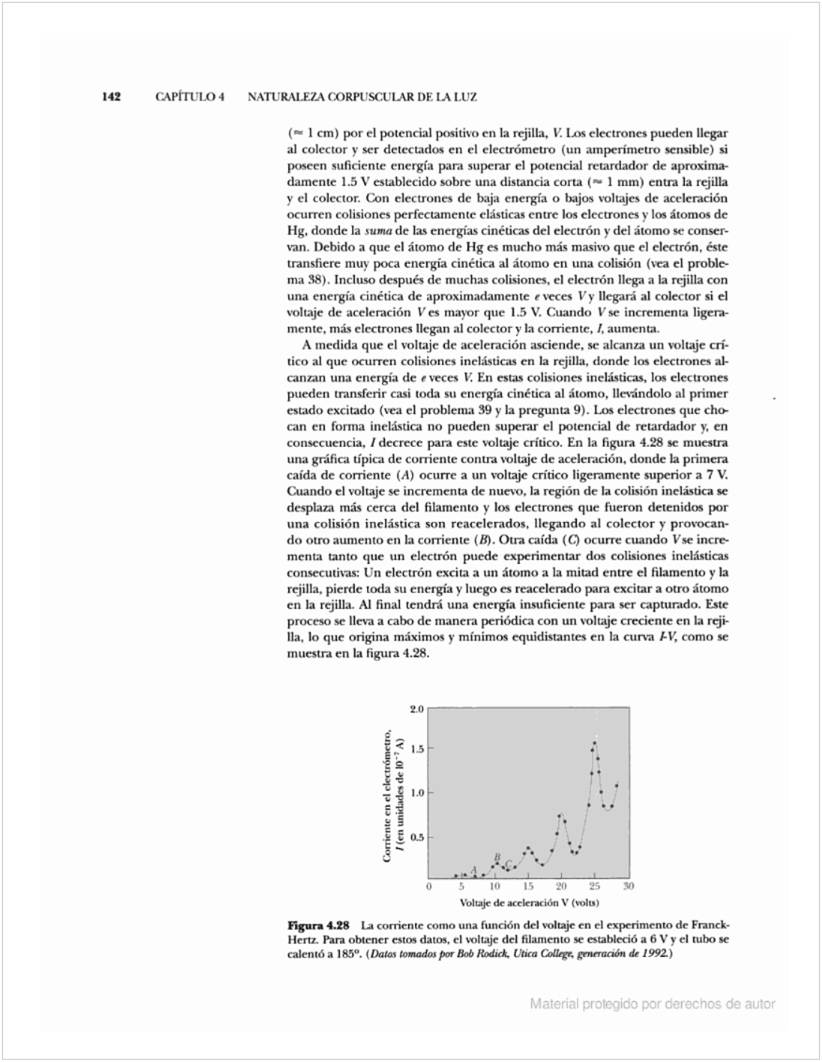 142 CAPÍTULO 4 NATURALEZA CORPUSCULAR DE LA LUZ
(≈ 1 cm) por el potencial positivo en la rejilla, V. Los electrones pueden llegar
al colector y ser detectados en el electrómetro (un amperímetro sensible) si
poseen suficiente energía para superar el potencial retardador de aproxima-
damente 1.5 V establecido sobre una distancia corta (≈ 1 mm) entra la rejilla
y el colector. Con electrones de baja energía o bajos voltajes de aceleración
ocurren colisiones perfectamente elásticas entre los electrones y los átomos de
Hg, donde la suma de las energías cinéticas del electrón y del átomo se conser-
van. Debido a que el átomo de Hg es mucho más masivo que el electrón, éste
transfiere muy poca energía cinética al átomo en una colisión (vea el proble-
ma 38). Incluso después de muchas colisiones, el electrón llega a la rejilla con
una energía cinética de aproximadamente e veces V y llegará al colector si el
voltaje de aceleración V es mayor que 1.5 V. Cuando V se incrementa ligera-
mente, más electrones llegan al colector y la corriente, I, aumenta.
A medida que el voltaje de aceleración asciende, se alcanza un voltaje crí-
tico al que ocurren colisiones inelásticas en la rejilla, donde los electrones al-
canzan una energía de e veces V. En estas colisiones inelásticas, los electrones
pueden transferir casi toda su energía cinética al átomo, llevándolo al primer
estado excitado (vea el problema 39 y la pregunta 9). Los electrones que cho-
can en forma inelástica no pueden superar el potencial de retardador y, en
consecuencia, I decrece para este voltaje crítico. En la figura 4.28 se muestra
una gráfica típica de corriente contra voltaje de aceleración, donde la primera
caída de corriente (A) ocurre a un voltaje crítico ligeramente superior a 7 V.
Cuando el voltaje se incrementa de nuevo, la región de la colisión inelástica se
desplaza más cerca del filamento y los electrones que fueron detenidos por
una colisión inelástica son reacelerados, llegando al colector y provocan-
do otro aumento en la corriente (B). Otra caída (C) ocurre cuando V se incre-
menta tanto que un electrón puede experimentar dos colisiones inelásticas
consecutivas: Un electrón excita a un átomo a la mitad entre el filamento y la
rejilla, pierde toda su energía y luego es reacelerado para excitar a otro átomo
en la rejilla. Al final tendrá una energía insuficiente para ser capturado. Este
proceso se lleva a cabo de manera periódica con un voltaje creciente en la reji-
lla, lo que origina máximos y mínimos equidistantes en la curva I-V, como se
muestra en la figura 4.28.
Corriente en el electrómetro,
I (en unidades de 10⁻⁷ A)
2.0
1.5
1.0
0.5
A
B
C
0 5 10 15 20 25 30
Voltaje de aceleración V (volts)
Figura 4.28 La corriente como una función del voltaje en el experimento de Franck-
Hertz. Para obtener estos datos, el voltaje del filamento se estableció a 6 V y el tubo se
calentó a 185°. (Datos tomados por Bob Rodick, Utica College, generación de 1992.)
Material protegido por derechos de autor